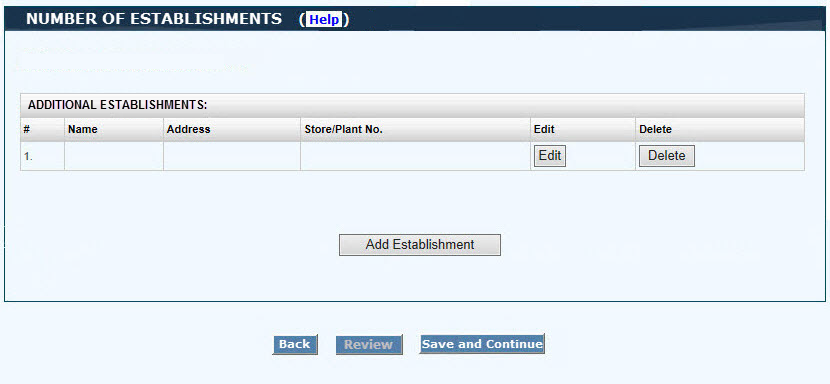 NUMBER OF ESTABLISHMENTS (Help)
ADDITIONAL ESTABLISHMENTS:
# Name Address Store/Plant No. Edit Delete
1. Edit Delete
Add Establishment
Back Review Save and Continue